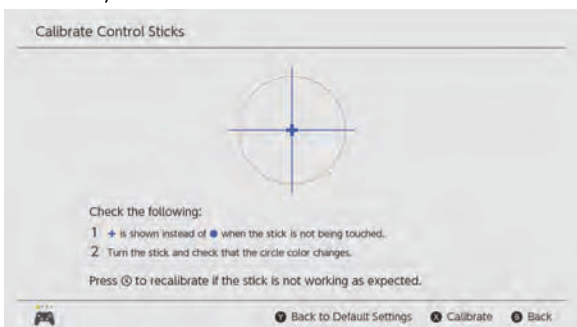 Calibrate Control Sticks
Check the following:
1 + is shown instead of ● when the stick is not being touched.
2 Turn the stick and check that the circle color changes.
Press Ⓧ to recalibrate if the stick is not working as expected.
Ⓨ Back to Default Settings Ⓧ Calibrate Ⓑ Back